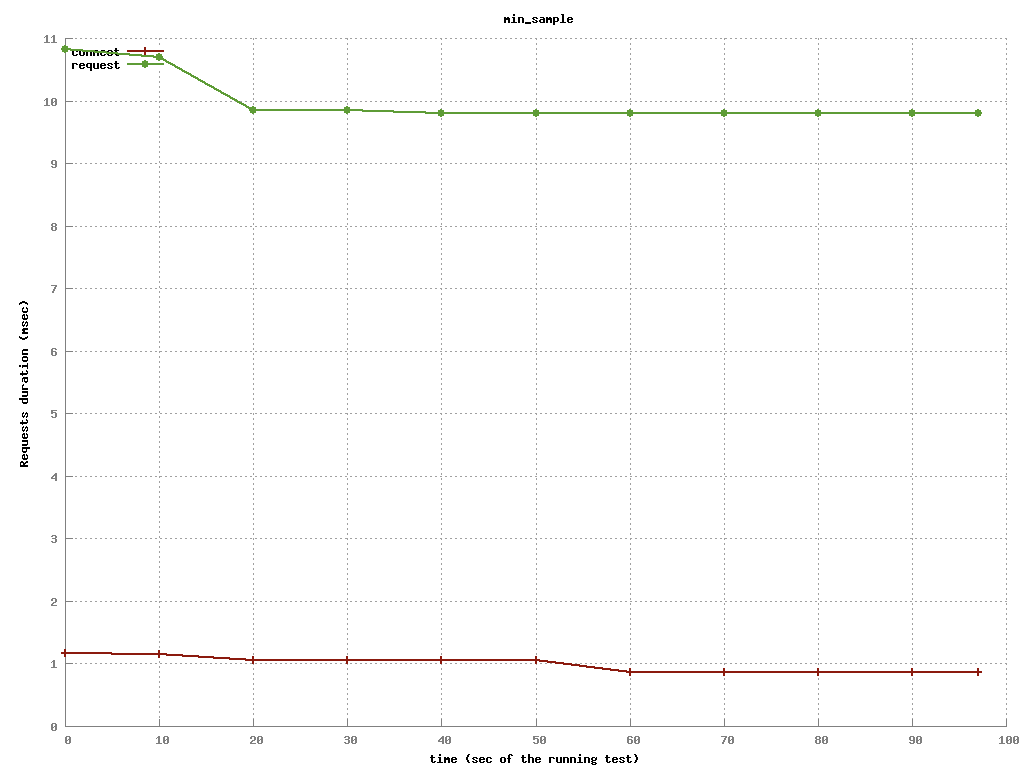 min_sample
11
connect
request
10
9
8
7
6
5
4
3
2
1
0
Requests duration (msec)
0 10 20 30 40 50 60 70 80 90 100
time (sec of the running test)